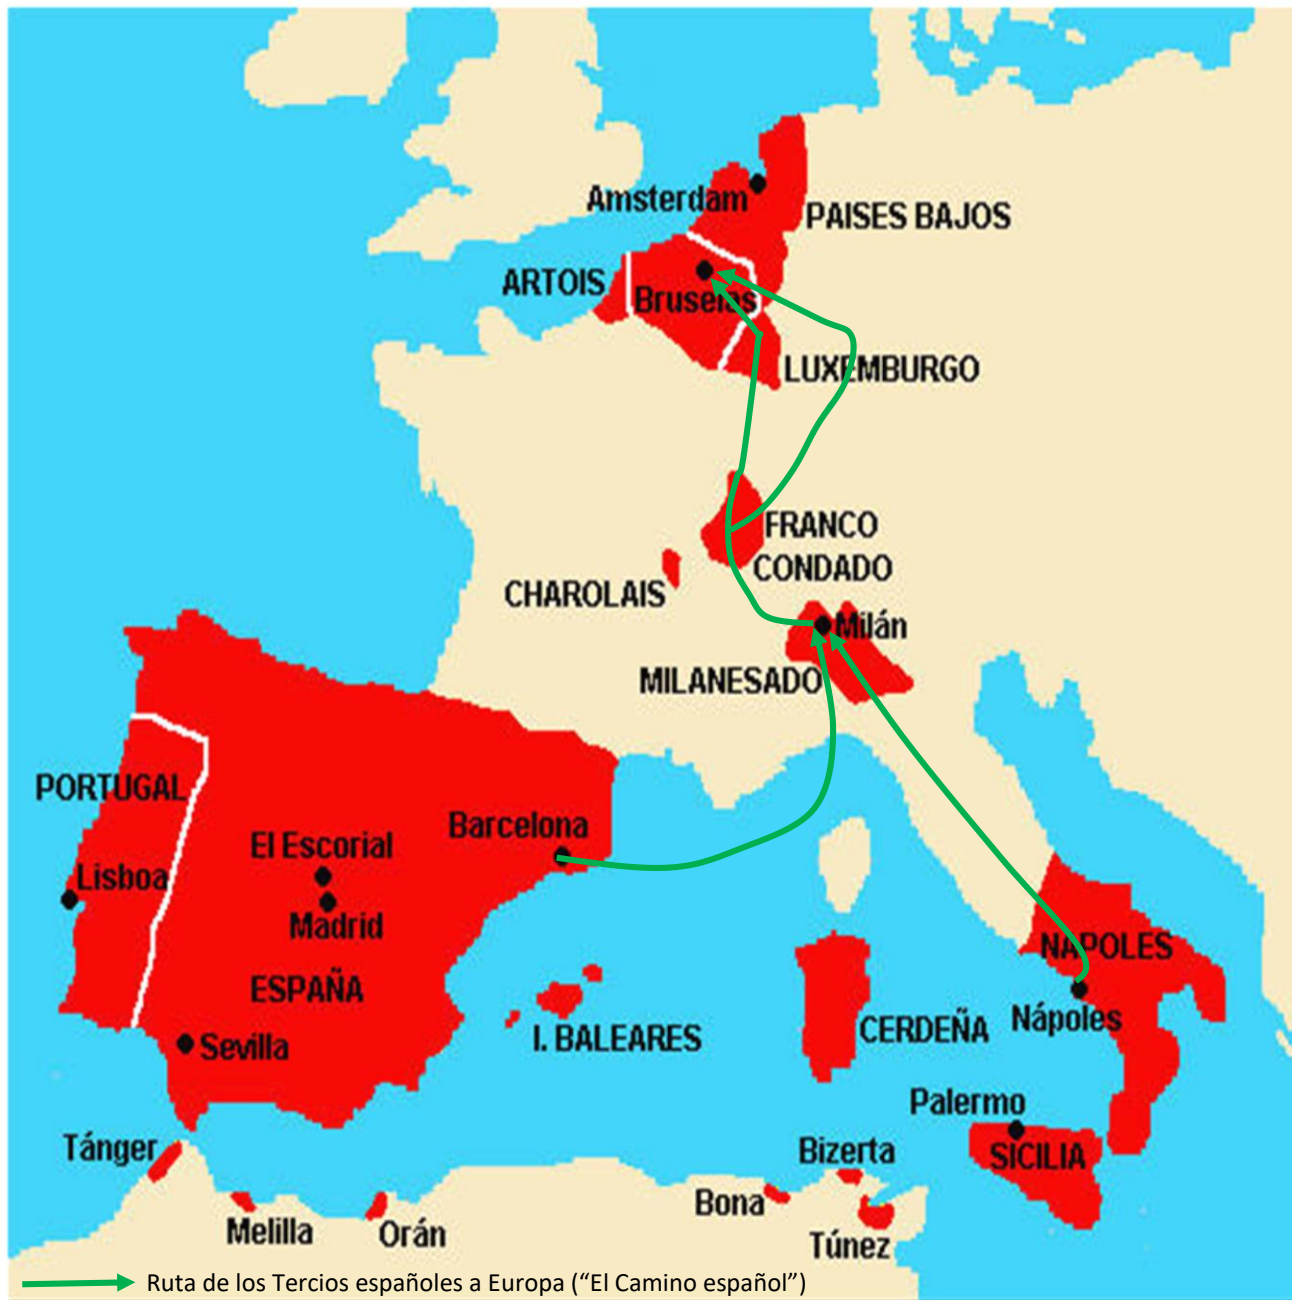 Amsterdam
PAISES BAJOS
ARTOIS
Bruselas
LUXEMBURGO
FRANCO
CONDADO
CHAROLAIS
Milán
MILANESADO
PORTUGAL
Barcelona
El Escorial
Lisboa
Madrid
NAPOLES
ESPAÑA
Nápoles
CERDEÑA
I. BALEARES
Sevilla
Palermo
Tánger
Bizerta
SICILIA
Bona
Melilla
Orán
Túnez
Ruta de los Tercios españoles a Europa (“El Camino español”)